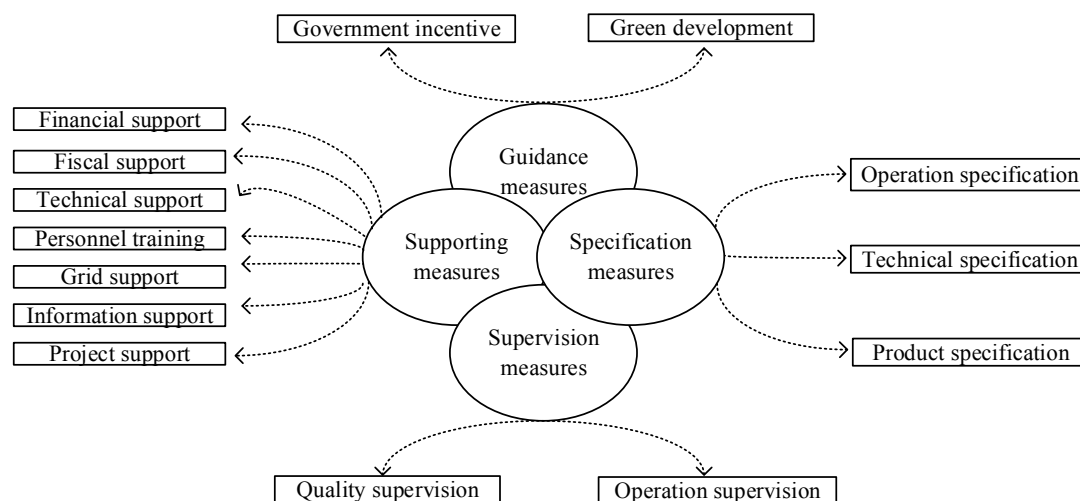 Government incentive
Green development
Financial support
Fiscal support
Technical support
Personnel training
Grid support
Information support
Project support
Guidance
measures
Supporting
measures
Specification
measures
Supervision
measures
Operation specification
Technical specification
Product specification
Quality supervision
Operation supervision